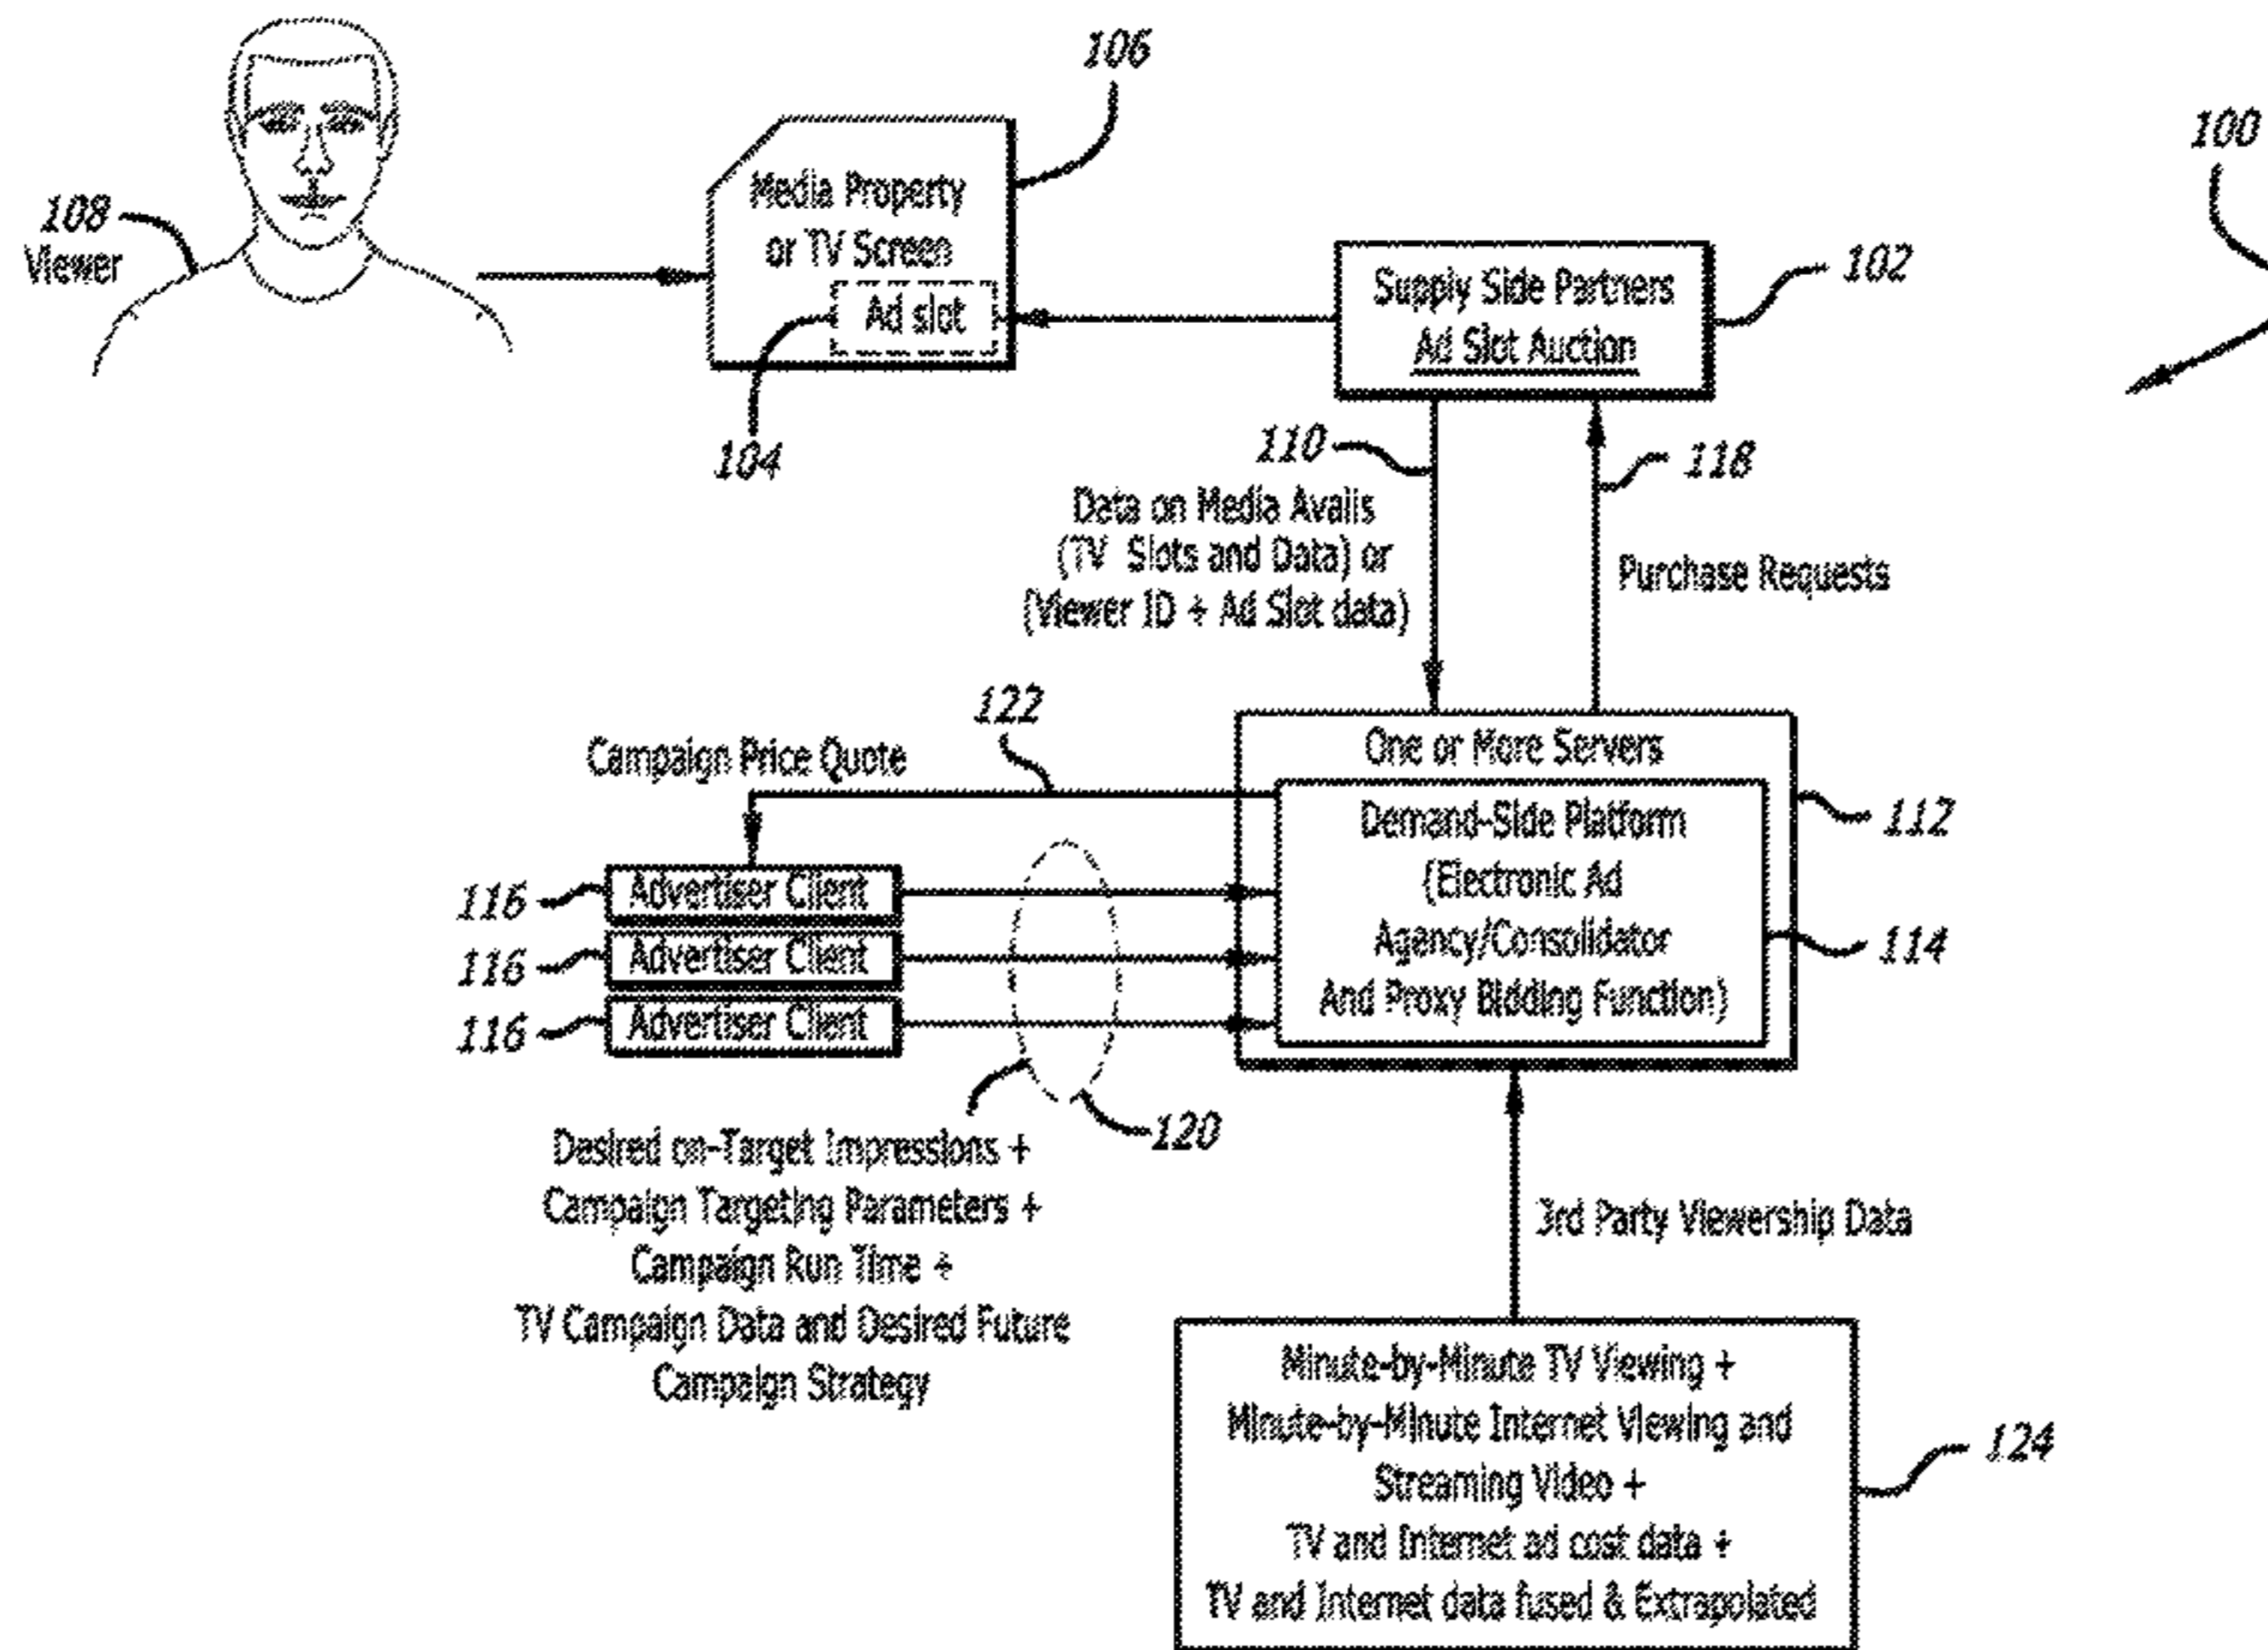 106
100
108
Viewer
Media Property
or TV Screen
Ad slot
104
Supply Side Partners
Ad Slot Auction
102
110
118
Data on Media Avails
(TV Slots and Data) or
(Viewer ID + Ad Slot data)
Purchase Requests
122
Campaign Price Quote
One or More Servers
Demand-Side Platform
(Electronic Ad
Agency/Consolidator
And Proxy Bidding Function)
112
114
116
Advertiser Client
116
Advertiser Client
116
Advertiser Client
120
Desired on-Target Impressions +
Campaign Targeting Parameters +
Campaign Run Time +
TV Campaign Data and Desired Future
Campaign Strategy
3rd Party Viewership Data
Minute-by-Minute TV Viewing +
Minute-by-Minute Internet Viewing and
Streaming Video +
TV and Internet ad cost data +
TV and Internet data fused & Extrapolated
124